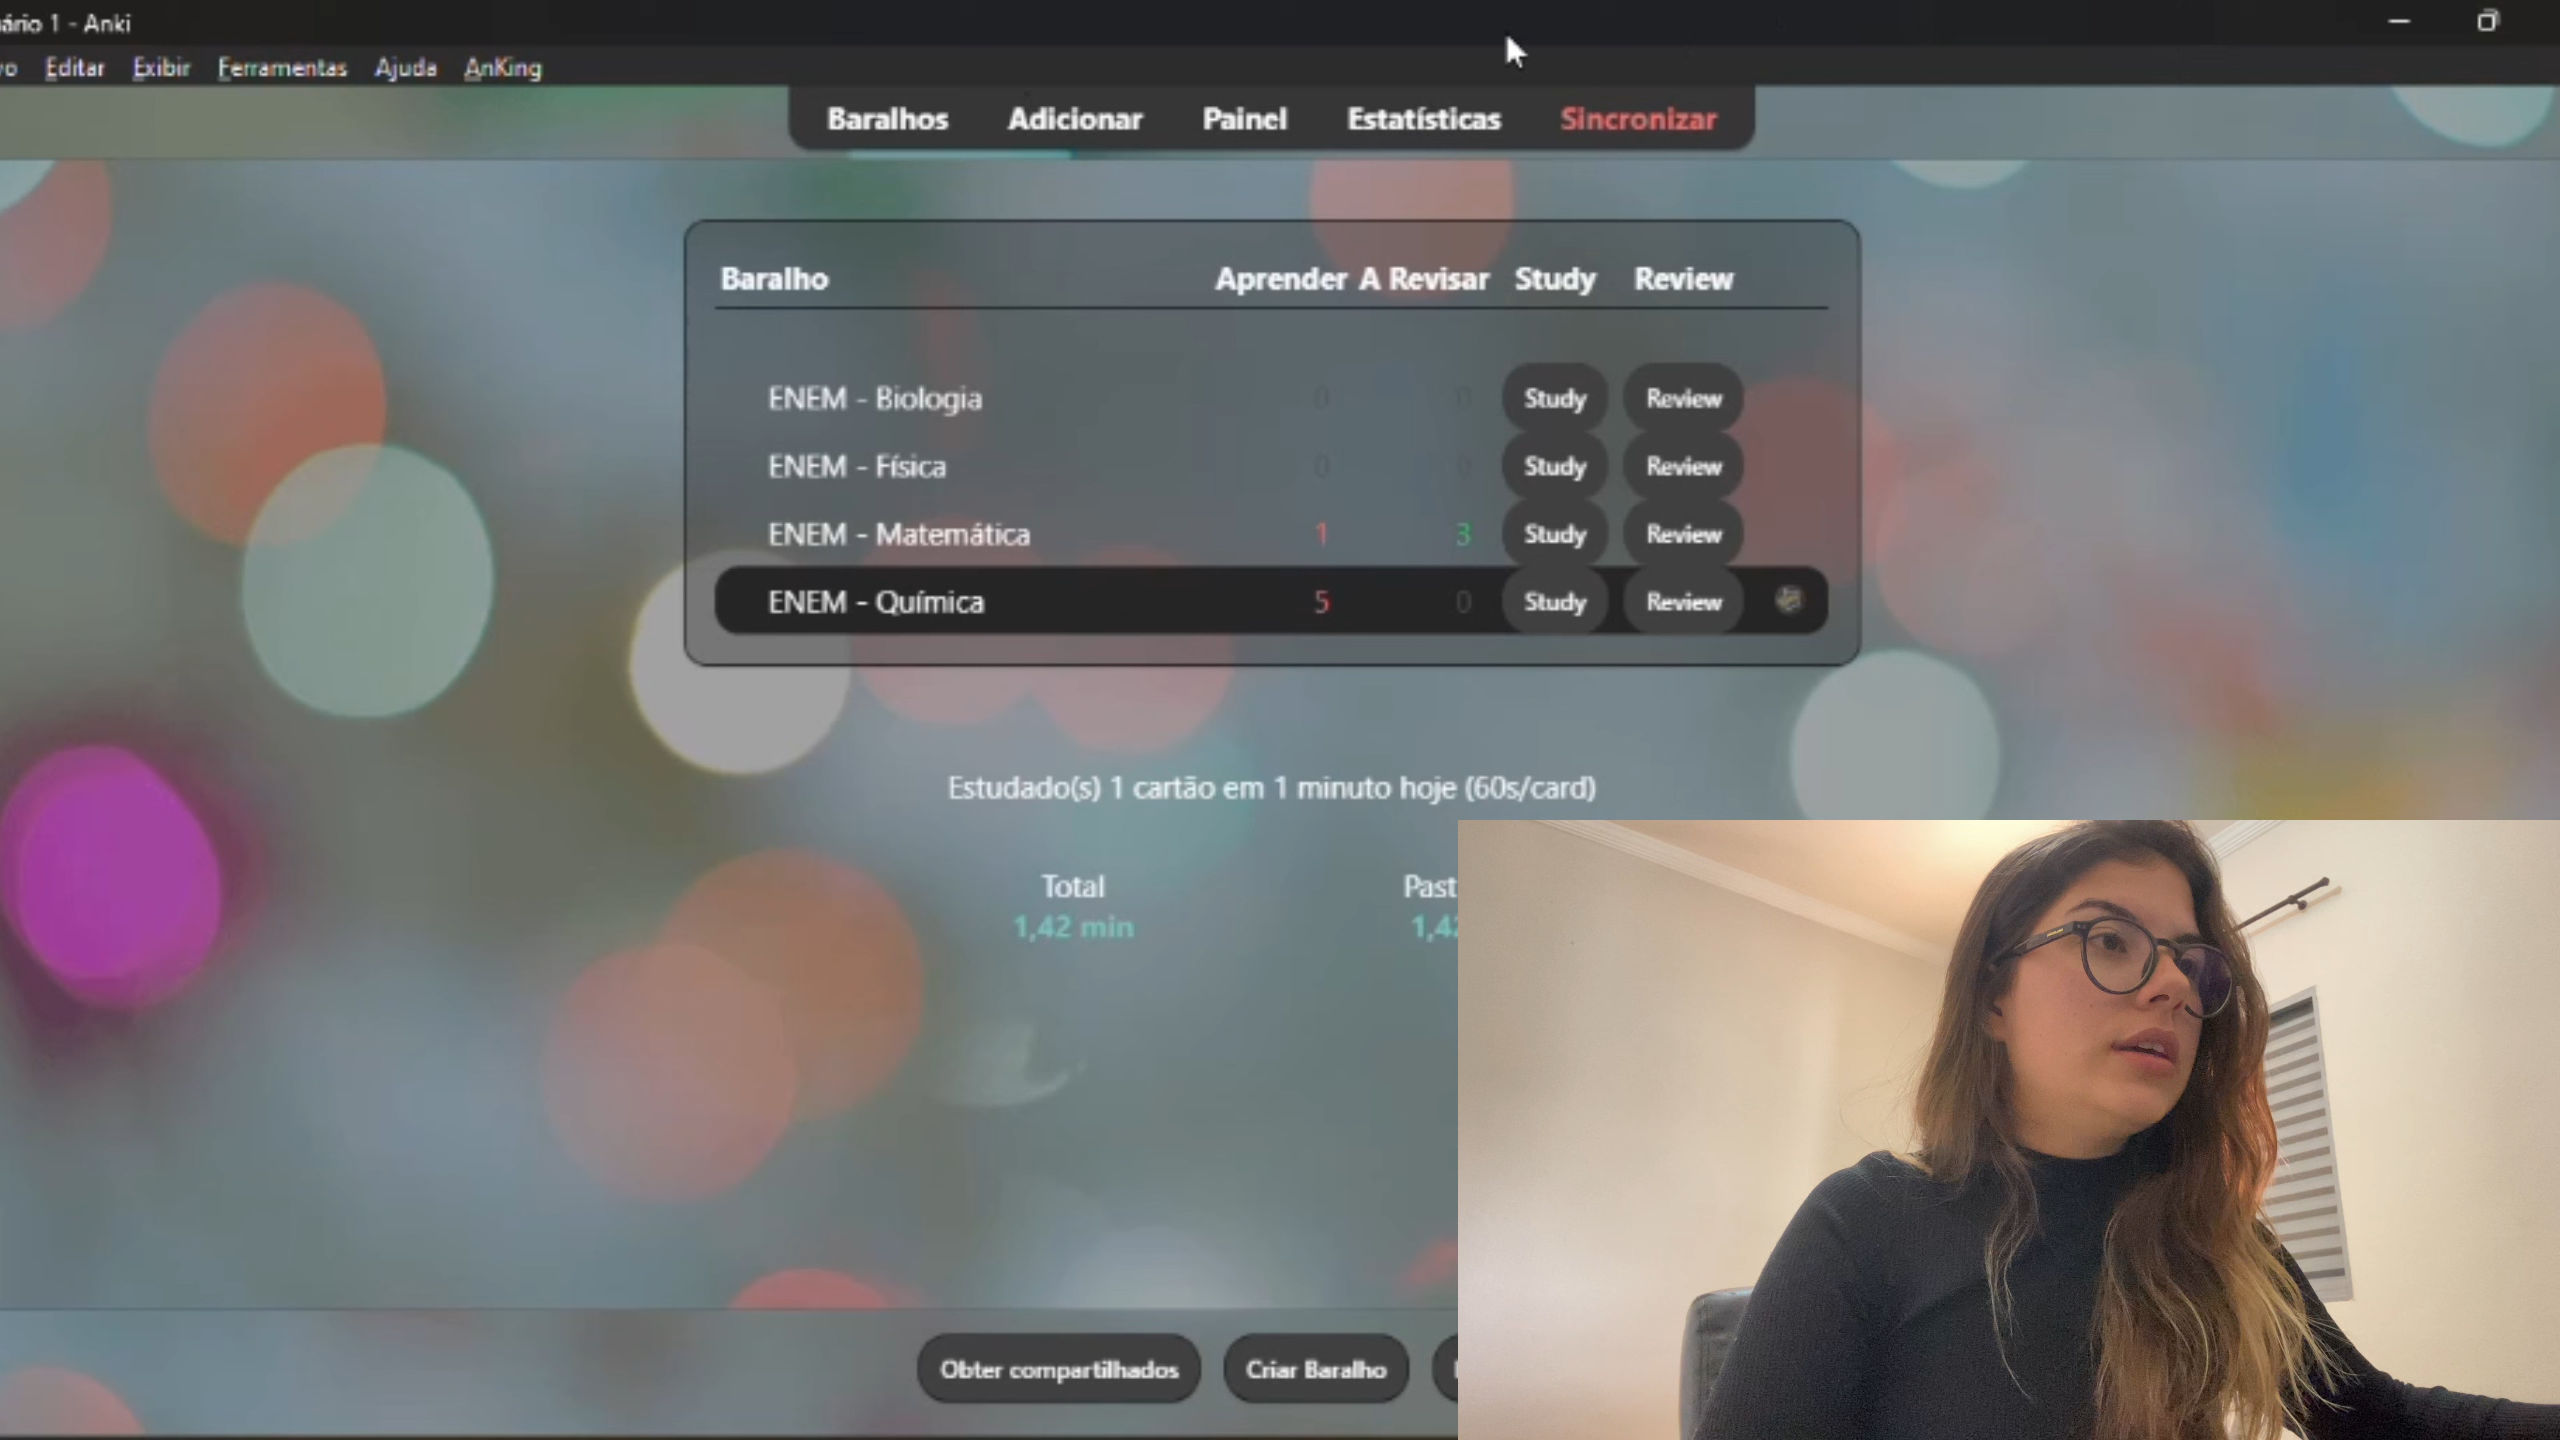 ário 1 - Anki
vo Editar Exibir Ferramentas Ajuda AnKing
Baralhos Adicionar Painel Estatísticas Sincronizar
Baralho Aprender A Revisar Study Review
ENEM - Biologia 0 0 Study Review
ENEM - Física 0 0 Study Review
ENEM - Matemática 1 3 Study Review
ENEM - Química 5 0 Study Review
Estudado(s) 1 cartão em 1 minuto hoje (60s/card)
Total Past
1,42 min 1,42
Obter compartilhados Criar Baralho